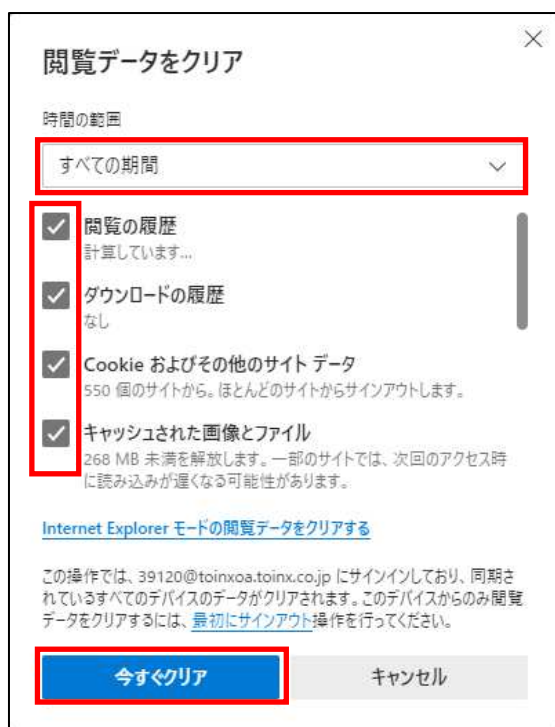 閲覧データをクリア
時間の範囲
すべての期間
閲覧の履歴
計算しています...
ダウンロードの履歴
なし
Cookie およびその他のサイト データ
550 個のサイトから。ほとんどのサイトからサインアウトします。
キャッシュされた画像とファイル
268 MB 未満を解放します。一部のサイトでは、次回のアクセス時
に読み込みが遅くなる可能性があります。
Internet Explorer モードの閲覧データをクリアする
この操作では、39120@toinxoa.toinx.co.jp にサインインしており、同期さ
れているすべてのデバイスのデータがクリアされます。このデバイスからのみ閲覧
データをクリアするには、最初にサインアウト操作を行ってください。
今すぐクリア
キャンセル